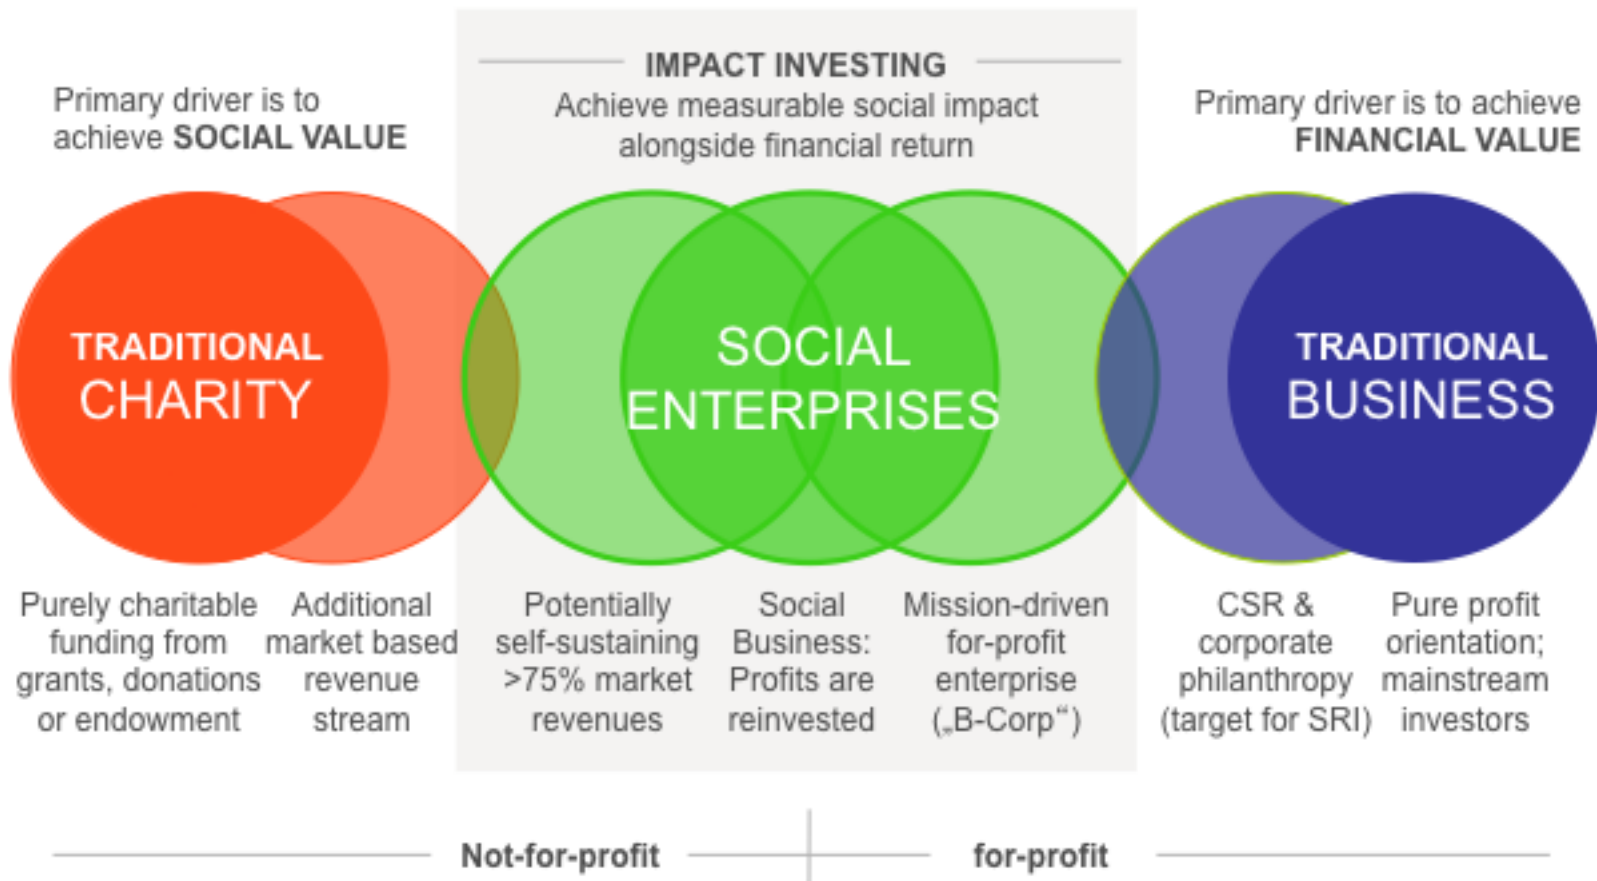 Primary driver is to
achieve SOCIAL VALUE
IMPACT INVESTING
Achieve measurable social impact
alongside financial return
Primary driver is to achieve
FINANCIAL VALUE
TRADITIONAL
CHARITY
SOCIAL
ENTERPRISES
TRADITIONAL
BUSINESS
Purely charitable
funding from
grants, donations
or endowment
Additional
market based
revenue
stream
Potentially
self-sustaining
>75% market
revenues
Social
Business:
Profits are
reinvested
Mission-driven
for-profit
enterprise
(„B-Corp“)
CSR &
corporate
philanthropy
(target for SRI)
Pure profit
orientation;
mainstream
investors
Not-for-profit
for-profit